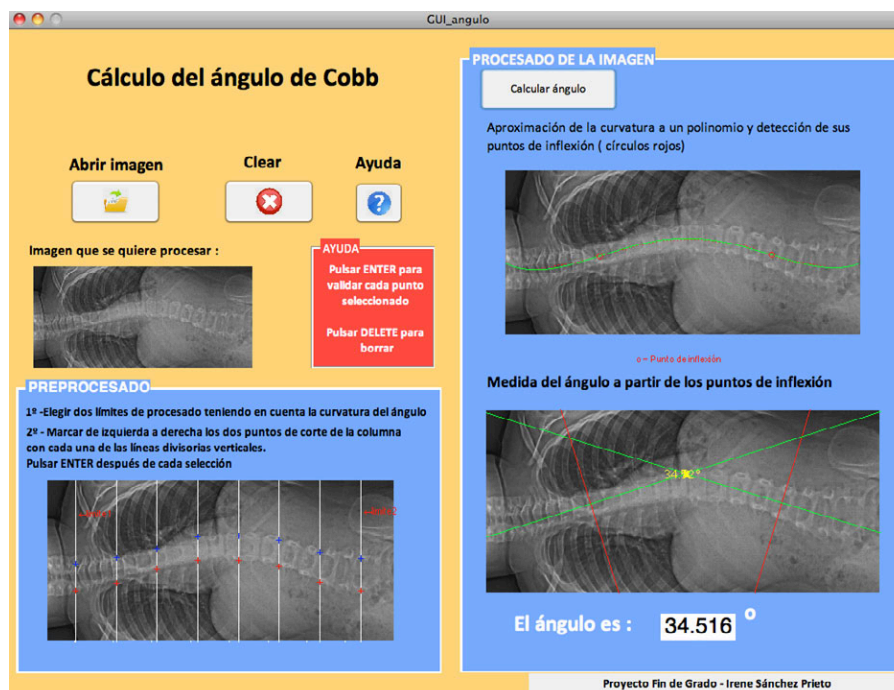 GUI_angulo
Cálculo del ángulo de Cobb
Abrir imagen
Clear
Ayuda
Imagen que se quiere procesar :
AYUDA
Pulsar ENTER para
validar cada punto
seleccionado
Pulsar DELETE para
borrar
PREPROCESADO
1º -Elegir dos límites de procesado teniendo en cuenta la curvatura del ángulo
2º - Marcar de izquierda a derecha los dos puntos de corte de la columna
con cada una de las líneas divisorias verticales.
Pulsar ENTER después de cada selección
PROCESADO DE LA IMAGEN
Calcular ángulo
Aproximación de la curvatura a un polinomio y detección de sus
puntos de inflexión ( círculos rojos)
o-- Punto de inflexión
Medida del ángulo a partir de los puntos de inflexión
El ángulo es : 34.516 º
Proyecto Fin de Grado - Irene Sánchez Prieto